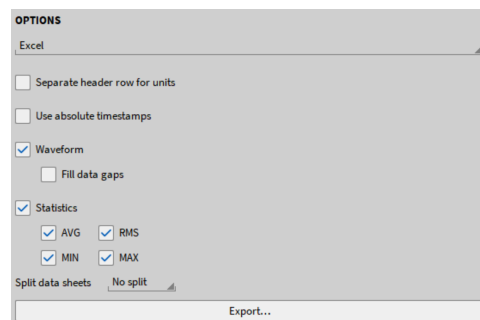 OPTIONS
Excel
Separate header row for units
Use absolute timestamps
Waveform
Fill data gaps
Statistics
AVG RMS
MIN MAX
Split data sheets No split
Export...